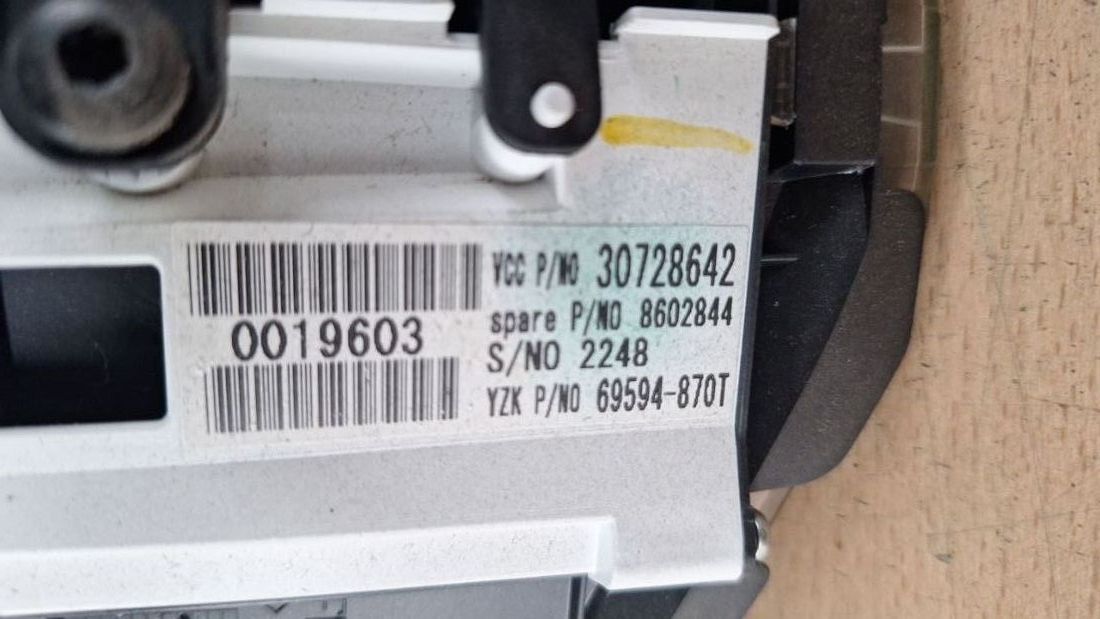 VCC P/NO 30728642
spare P/NO 8602844
0019603
S/NO 2248
YZK P/NO 69594-870T